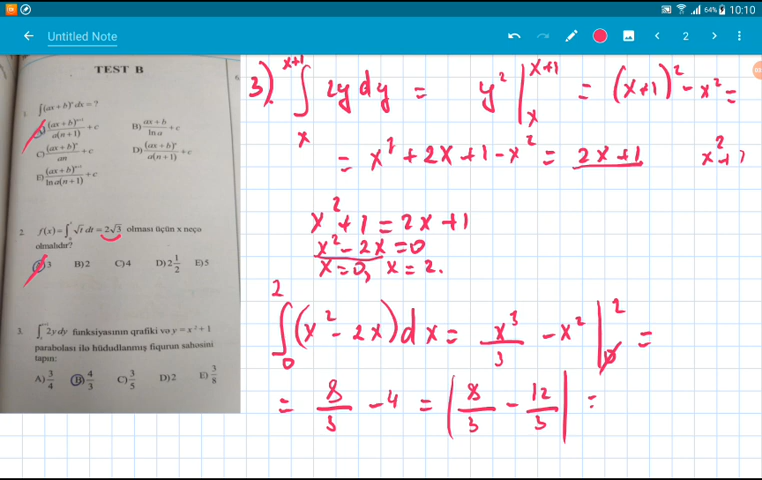 64% 10:10
Untitled Note
2
TEST B
1. ∫(ax+b)ⁿ dx = ?
A) (ax+b)ⁿ⁺¹/a(n+1) + c B) ax+b/ln a + c
C) (ax+b)ⁿ/an + c D) (ax+b)ⁿ/a(n+1) + c
E) (ax+b)ⁿ⁺¹/ln a(n+1) + c
2. f(x) = ∫ √t dt = 2√3 olması üçün x neçə
olmalıdır?
A) 3 B) 2 C) 4 D) 2 1/2 E) 5
3. ∫ 2y dy funksiyasının qrafiki və y = x² + 1
parabolası ilə hüdudlanmış fiqurun sahəsini
tapın:
A) 3/4 B) 4/3 C) 3/5 D) 2 E) 3/8
6
3). ∫ₓˣ⁺¹ 2y dy = y² |ₓˣ⁺¹ = (x+1)² - x² =
= x² + 2x + 1 - x² = 2x+1 x²+1
x² + 1 = 2x + 1
x² - 2x = 0
x = 0, x = 2.
∫₀² (x² - 2x) dx = x³/3 - x² |₀² =
= 8/3 - 4 = |8/3 - 12/3| =